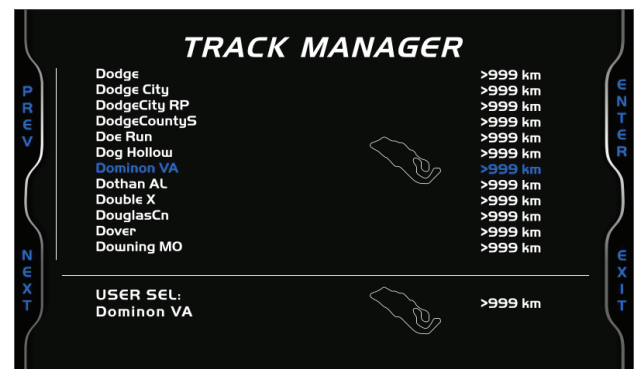 TRACK MANAGER
PREV
NEXT
Dodge >999 km
Dodge City >999 km
DodgeCity RP >999 km
DodgeCountyS >999 km
Doe Run >999 km
Dog Hollow >999 km
Dominon VA >999 km
Dothan AL >999 km
Double X >999 km
DouglasCn >999 km
Dover >999 km
Downing MO >999 km
USER SEL:
Dominon VA >999 km
ENTER
EXIT